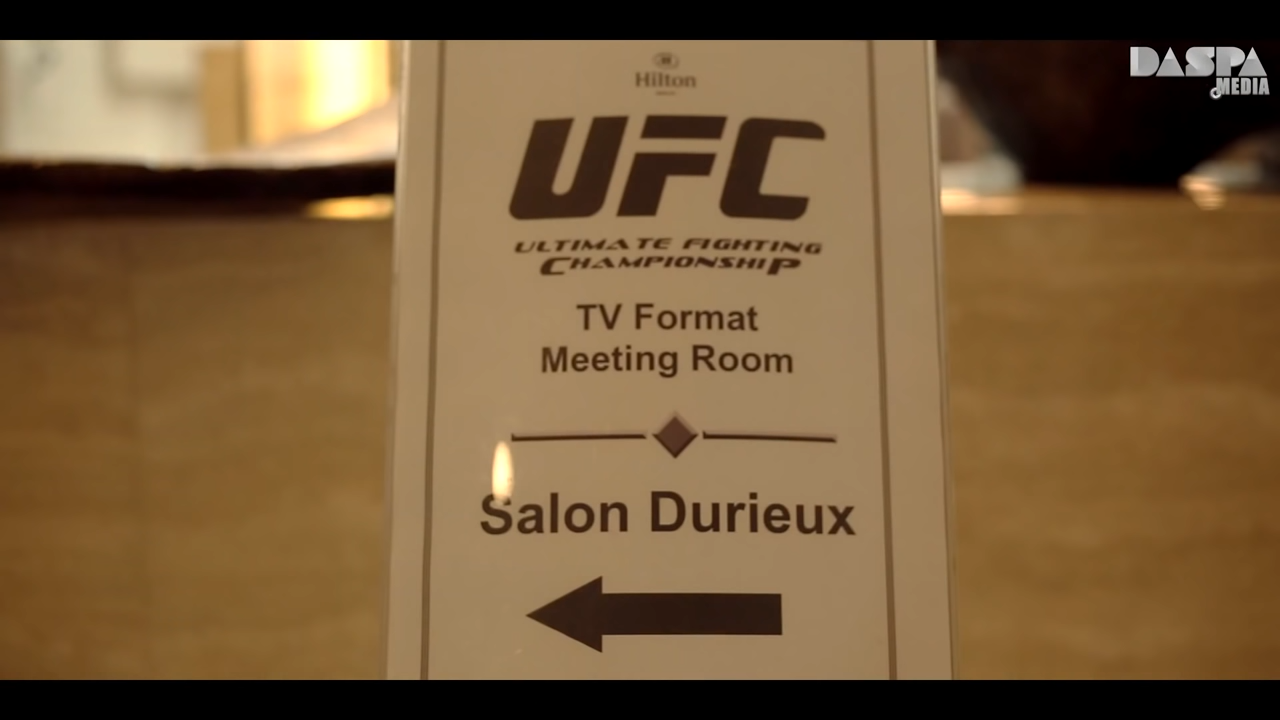 DASPA
MEDIA
Hilton
UFC
ULTIMATE FIGHTING
CHAMPIONSHIP
TV Format
Meeting Room
Salon Durieux